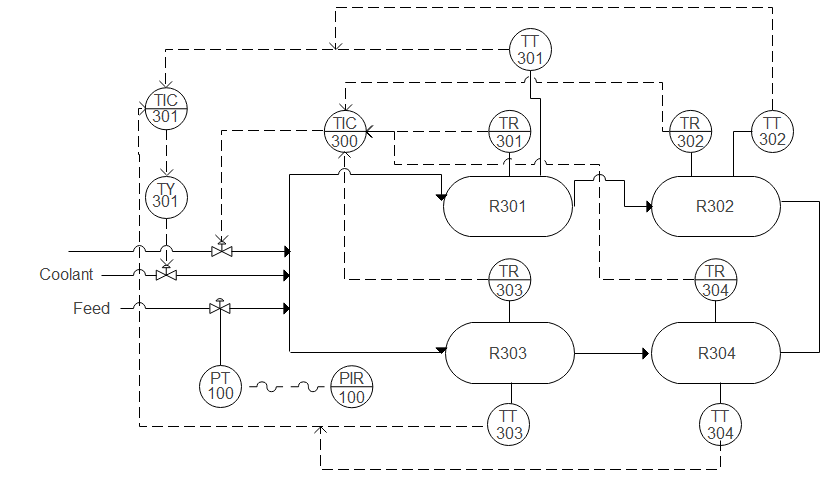 TT
301
TIC
301
TIC
300
TR
301
TR
302
TT
302
TY
301
R301
R302
Coolant
TR
303
TR
304
Feed
R303
R304
PT
100
PIR
100
TT
303
TT
304